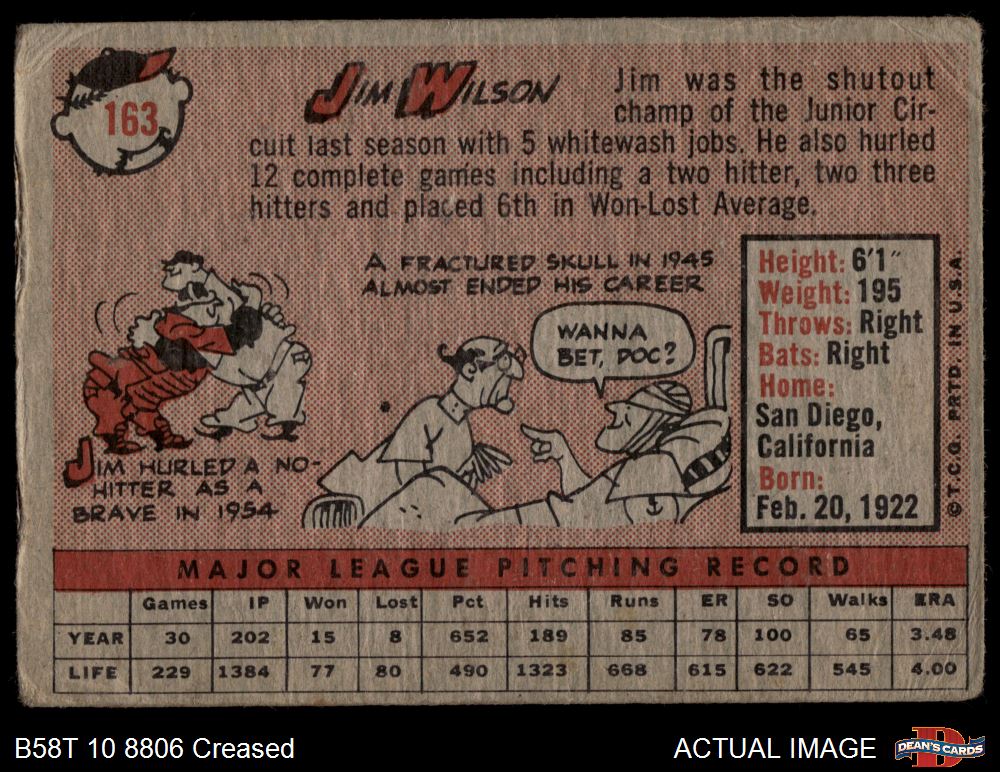 163
JIM WILSON
Jim was the shutout
champ of the Junior Cir-
cuit last season with 5 whitewash jobs. He also hurled
12 complete games including a two hitter, two three
hitters and placed 6th in Won-Lost Average.
JIM HURLED A NO-
HITTER AS A
BRAVE IN 1954
A FRACTURED SKULL IN 1945
ALMOST ENDED HIS CAREER
WANNA
BET, DOC?
Height: 6'1"
Weight: 195
Throws: Right
Bats: Right
Home:
San Diego,
California
Born:
Feb. 20, 1922
© T.C.G. PRTD. IN U.S.A.
MAJOR LEAGUE PITCHING RECORD
Games IP Won Lost Pct Hits Runs ER SO Walks ERA
YEAR 30 202 15 8 652 189 85 78 100 65 3.48
LIFE 229 1384 77 80 490 1323 668 615 622 545 4.00
B58T 10 8806 Creased
ACTUAL IMAGE
DEAN'S CARDS